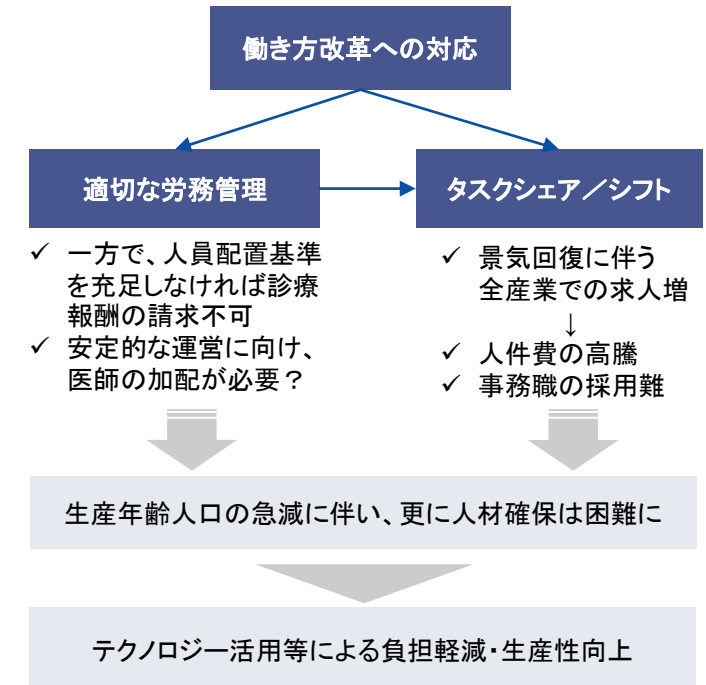 働き方改革への対応
適切な労務管理
タスクシェア／シフト
✓ 一方で、人員配置基準
を充足しなければ診療
報酬の請求不可
✓ 安定的な運営に向け、
医師の加配が必要？
✓ 景気回復に伴う
全産業での求人増
↓
✓ 人件費の高騰
✓ 事務職の採用難
生産年齢人口の急減に伴い、更に人材確保は困難に
テクノロジー活用等による負担軽減・生産性向上